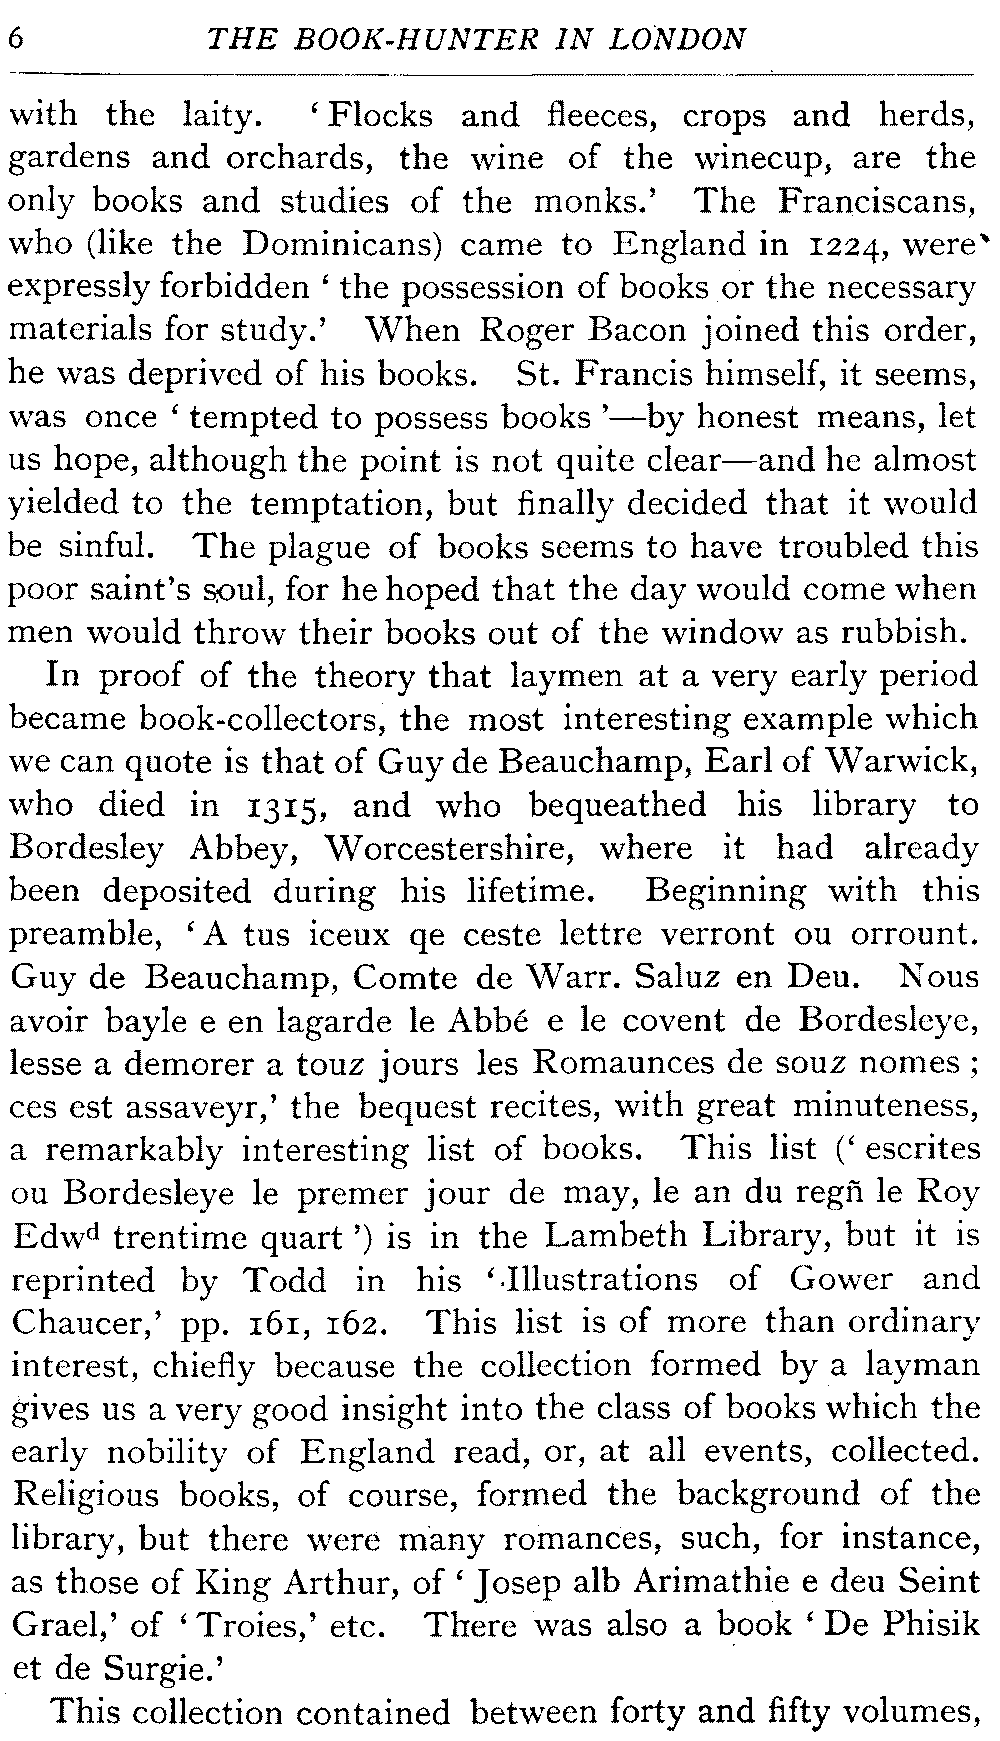 6 THE BOOK-HUNTER IN LONDON
with the laity. ‘ Flocks and fleeces, crops and herds,
gardens and orchards, the wine of the winecup, are the
only books and studies of the monks.’ The Franciscans,
who (like the Dominicans) came to England in 1224, were
expressly forbidden ‘ the possession of books or the necessary
materials for study.’ When Roger Bacon joined this order,
he was deprived of his books. St. Francis himself, it seems,
was once ‘ tempted to possess books ’—by honest means, let
us hope, although the point is not quite clear—and he almost
yielded to the temptation, but finally decided that it would
be sinful. The plague of books seems to have troubled this
poor saint's soul, for he hoped that the day would come when
men would throw their books out of the window as rubbish.
In proof of the theory that laymen at a very early period
became book-collectors, the most interesting example which
we can quote is that of Guy de Beauchamp, Earl of Warwick,
who died in 1315, and who bequeathed his library to
Bordesley Abbey, Worcestershire, where it had already
been deposited during his lifetime. Beginning with this
preamble, ‘ A tus iceux qe ceste lettre verront ou orrount.
Guy de Beauchamp, Comte de Warr. Saluz en Deu. Nous
avoir bayle e en lagarde le Abbé e le covent de Bordesleye,
lesse a demorer a touz jours les Romaunces de souz nomes ;
ces est assaveyr,’ the bequest recites, with great minuteness,
a remarkably interesting list of books. This list (‘ escrites
ou Bordesleye le premer jour de may, le an du regñ le Roy
Edwᵈ trentime quart ’) is in the Lambeth Library, but it is
reprinted by Todd in his ‘ Illustrations of Gower and
Chaucer,’ pp. 161, 162. This list is of more than ordinary
interest, chiefly because the collection formed by a layman
gives us a very good insight into the class of books which the
early nobility of England read, or, at all events, collected.
Religious books, of course, formed the background of the
library, but there were many romances, such, for instance,
as those of King Arthur, of ‘ Josep alb Arimathie e deu Seint
Grael,’ of ‘ Troies,’ etc. There was also a book ‘ De Phisik
et de Surgie.’
This collection contained between forty and fifty volumes,